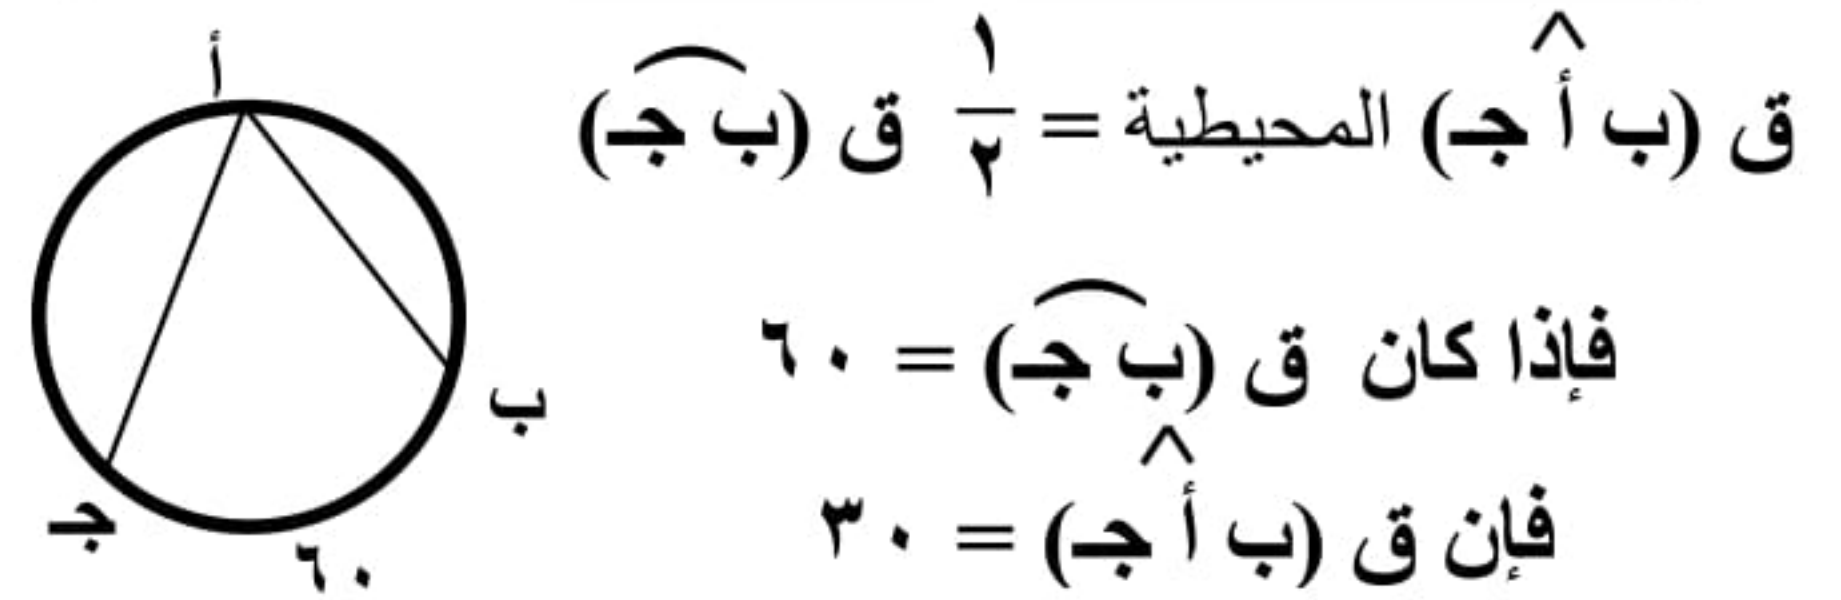 ق (ب أ^ جـ) المحيطية = ١/٢ ق (ب جـ)
فإذا كان ق (ب جـ) = ٦٠
فإن ق (ب أ^ جـ) = ٣٠
أ
ب
جـ
٦٠